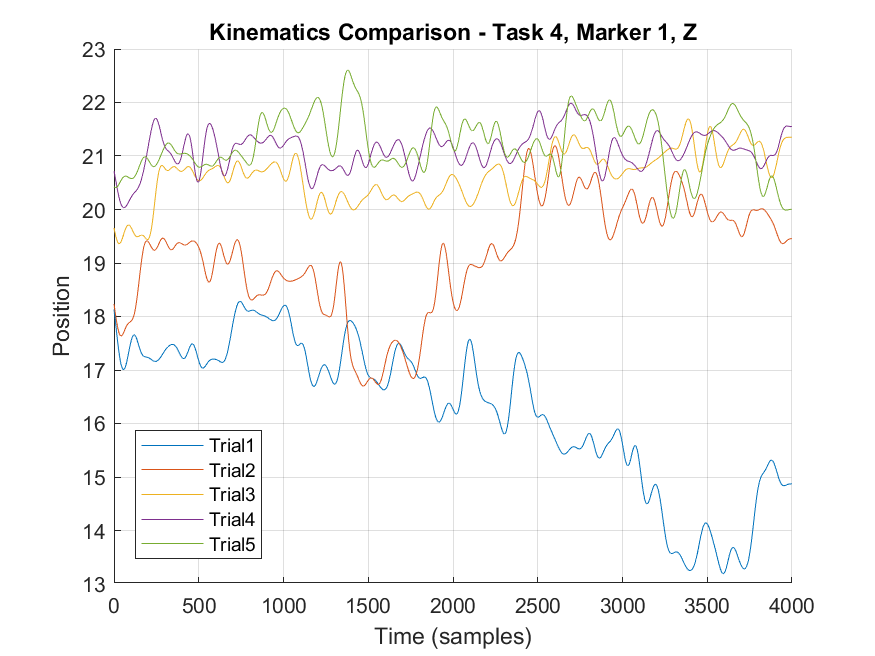 Kinematics Comparison - Task 4, Marker 1, Z
23
22
21
20
19
18
17
16
15
14
13
Position
Trial1
Trial2
Trial3
Trial4
Trial5
0 500 1000 1500 2000 2500 3000 3500 4000
Time (samples)